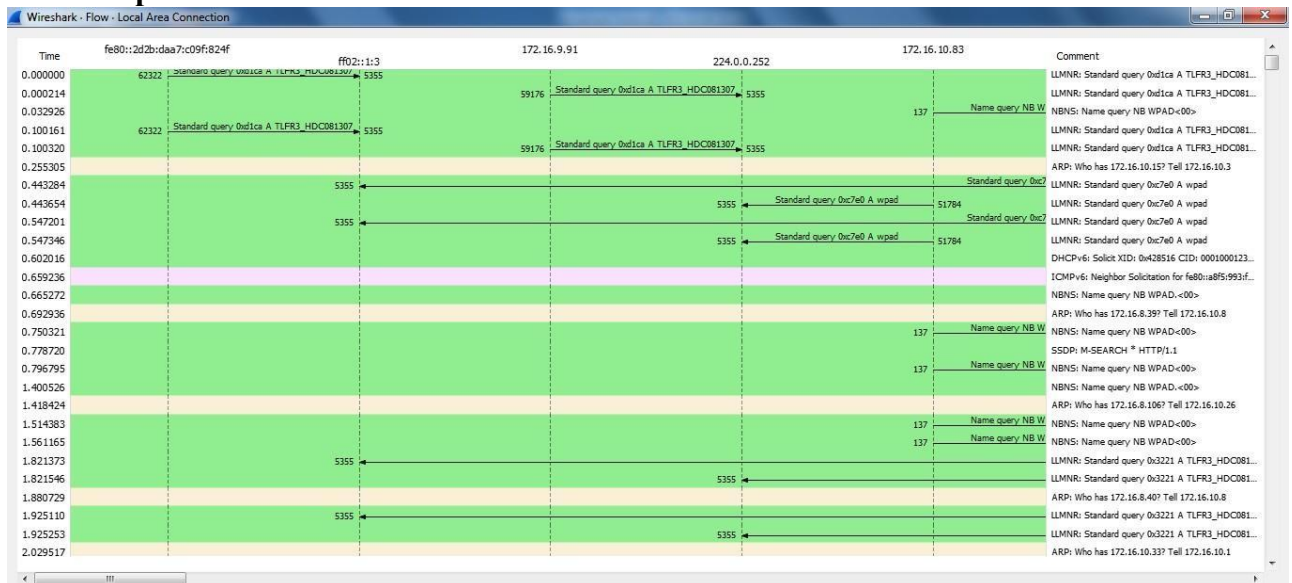 Wireshark · Flow · Local Area Connection
Time fe80::2d2b:daa7:c09f:824f ff02::1:3 172.16.9.91 224.0.0.252 172.16.10.83 Comment
0.000000 62322 Standard query 0xd1ca A TLFR3_HDC081307 5355 LLMNR: Standard query 0xd1ca A TLFR3_HDC081...
0.000214 59176 Standard query 0xd1ca A TLFR3_HDC081307 5355 LLMNR: Standard query 0xd1ca A TLFR3_HDC081...
0.032926 137 Name query NB W NBNS: Name query NB WPAD<00>
0.100161 62322 Standard query 0xd1ca A TLFR3_HDC081307 5355 LLMNR: Standard query 0xd1ca A TLFR3_HDC081...
0.100320 59176 Standard query 0xd1ca A TLFR3_HDC081307 5355 LLMNR: Standard query 0xd1ca A TLFR3_HDC081...
0.255305 ARP: Who has 172.16.10.15? Tell 172.16.10.3
0.443284 5355 Standard query 0xc7 LLMNR: Standard query 0xc7e0 A wpad
0.443654 5355 Standard query 0xc7e0 A wpad 51784 LLMNR: Standard query 0xc7e0 A wpad
0.547201 5355 Standard query 0xc7 LLMNR: Standard query 0xc7e0 A wpad
0.547346 5355 Standard query 0xc7e0 A wpad 51784 LLMNR: Standard query 0xc7e0 A wpad
0.602016 DHCPv6: Solicit XID: 0x428516 CID: 0001000123...
0.659236 ICMPv6: Neighbor Solicitation for fe80::a8f5:993:f...
0.665272 NBNS: Name query NB WPAD.<00>
0.692936 ARP: Who has 172.16.8.39? Tell 172.16.10.8
0.750321 137 Name query NB W NBNS: Name query NB WPAD<00>
0.778720 SSDP: M-SEARCH * HTTP/1.1
0.796795 137 Name query NB W NBNS: Name query NB WPAD<00>
1.400526 NBNS: Name query NB WPAD.<00>
1.418424 ARP: Who has 172.16.8.106? Tell 172.16.10.26
1.514383 137 Name query NB W NBNS: Name query NB WPAD<00>
1.561165 137 Name query NB W NBNS: Name query NB WPAD<00>
1.821373 5355 LLMNR: Standard query 0x3221 A TLFR3_HDC081...
1.821546 5355 LLMNR: Standard query 0x3221 A TLFR3_HDC081...
1.880729 ARP: Who has 172.16.8.40? Tell 172.16.10.8
1.925110 5355 LLMNR: Standard query 0x3221 A TLFR3_HDC081...
1.925253 5355 LLMNR: Standard query 0x3221 A TLFR3_HDC081...
2.029517 ARP: Who has 172.16.10.33? Tell 172.16.10.1